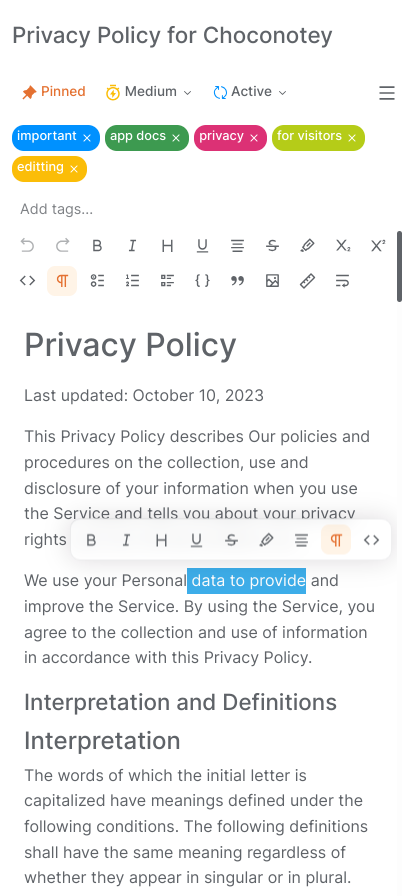 Privacy Policy for Choconotey
Pinned Medium Active
important × app docs × privacy × for visitors ×
editting ×
Add tags...
B I H U S X₂ X²
<> ¶ { } "
Privacy Policy
Last updated: October 10, 2023
This Privacy Policy describes Our policies and
procedures on the collection, use and
disclosure of your information when you use
the Service and tells you about your privacy
rights
B I H U S ¶ <>
We use your Personal data to provide and
improve the Service. By using the Service, you
agree to the collection and use of information
in accordance with this Privacy Policy.
Interpretation and Definitions
Interpretation
The words of which the initial letter is
capitalized have meanings defined under the
following conditions. The following definitions
shall have the same meaning regardless of
whether they appear in singular or in plural.